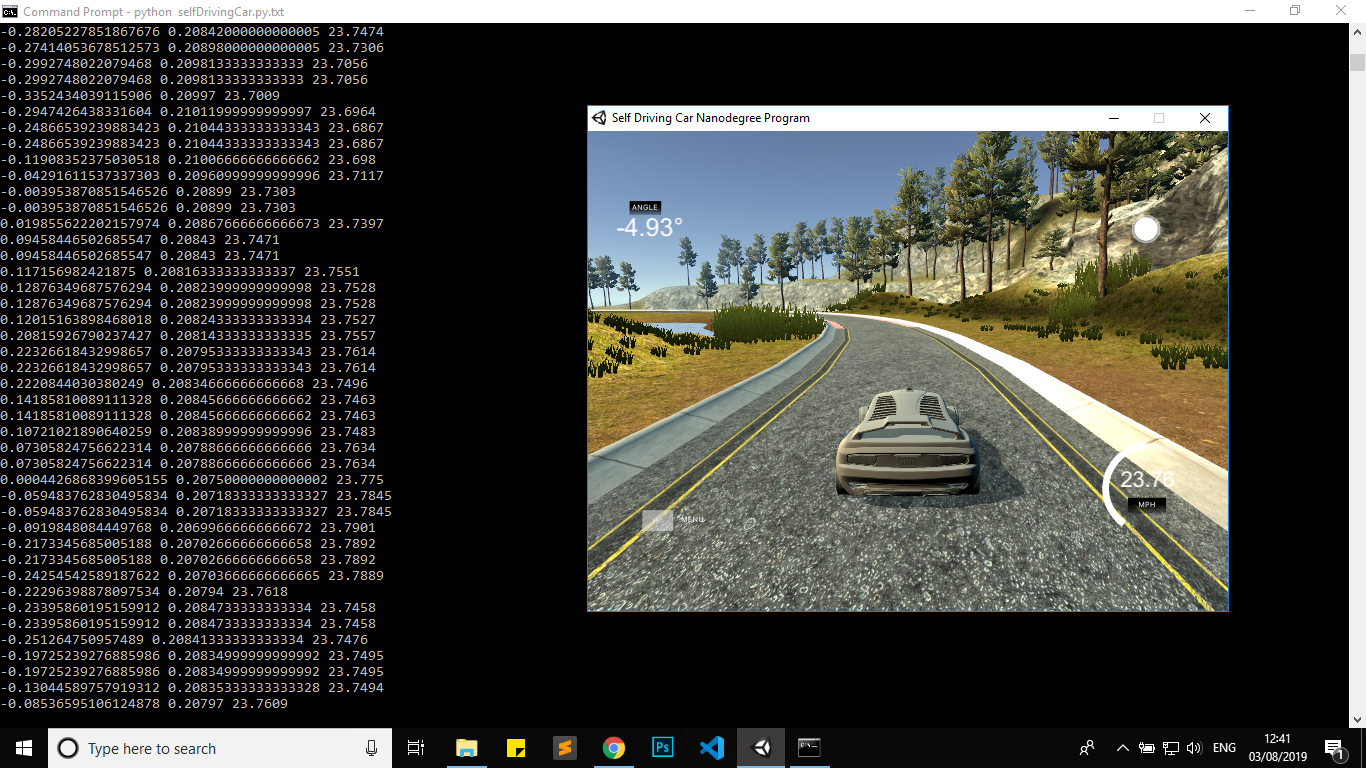 Command Prompt - python  selfDrivingCar.py.txt
-0.28205227851867676 0.20842000000000005 23.7474
-0.27414053678512573 0.20898000000000005 23.7306
-0.2992748022079468 0.2098133333333333 23.7056
-0.2992748022079468 0.2098133333333333 23.7056
-0.3352434039115906 0.20997 23.7009
-0.2947426438331604 0.21011999999999997 23.6964
-0.24866539239883423 0.21044333333333343 23.6867
-0.24866539239883423 0.21044333333333343 23.6867
-0.11908352375030518 0.21006666666666662 23.698
-0.04291611537337303 0.20960999999999996 23.7117
-0.003953870851546526 0.20899 23.7303
-0.003953870851546526 0.20899 23.7303
0.019855622202157974 0.20867666666666673 23.7397
0.09458446502685547 0.20843 23.7471
0.09458446502685547 0.20843 23.7471
0.117156982421875 0.20816333333333337 23.7551
0.12876349687576294 0.20823999999999998 23.7528
0.12876349687576294 0.20823999999999998 23.7528
0.12015163898468018 0.20824333333333334 23.7527
0.20815926790237427 0.20814333333333335 23.7557
0.22326618432998657 0.20795333333333343 23.7614
0.22326618432998657 0.20795333333333343 23.7614
0.2220844030380249 0.20834666666666668 23.7496
0.14185810089111328 0.20845666666666662 23.7463
0.14185810089111328 0.20845666666666662 23.7463
0.10721021890640259 0.20838999999999996 23.7483
0.07305824756622314 0.20788666666666666 23.7634
0.07305824756622314 0.20788666666666666 23.7634
0.0004426868399605155 0.20750000000000002 23.775
-0.059483762830495834 0.20718333333333327 23.7845
-0.059483762830495834 0.20718333333333327 23.7845
-0.0919848084449768 0.20699666666666672 23.7901
-0.2173345685005188 0.20702666666666658 23.7892
-0.2173345685005188 0.20702666666666658 23.7892
-0.24254542589187622 0.20703666666666665 23.7889
-0.22296398878097534 0.20794 23.7618
-0.23395860195159912 0.20847333333333334 23.7458
-0.23395860195159912 0.20847333333333334 23.7458
-0.251264750957489 0.20841333333333334 23.7476
-0.19725239276885986 0.20834999999999992 23.7495
-0.19725239276885986 0.20834999999999992 23.7495
-0.13044589757919312 0.20835333333333328 23.7494
-0.08536595106124878 0.20797 23.7609
Self Driving Car Nanodegree Program
ANGLE
-4.93°
23.76
MPH
MENU
Type here to search
Ps
ENG
12:41
03/08/2019
1